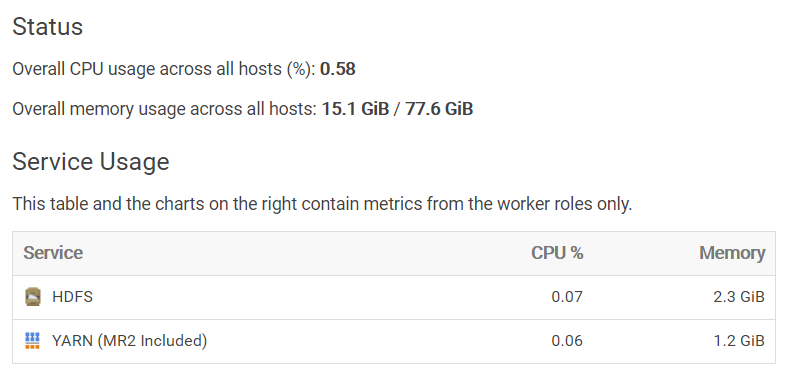 Status
Overall CPU usage across all hosts (%): 0.58
Overall memory usage across all hosts: 15.1 GiB / 77.6 GiB
Service Usage
This table and the charts on the right contain metrics from the worker roles only.
Service CPU % Memory
HDFS 0.07 2.3 GiB
YARN (MR2 Included) 0.06 1.2 GiB